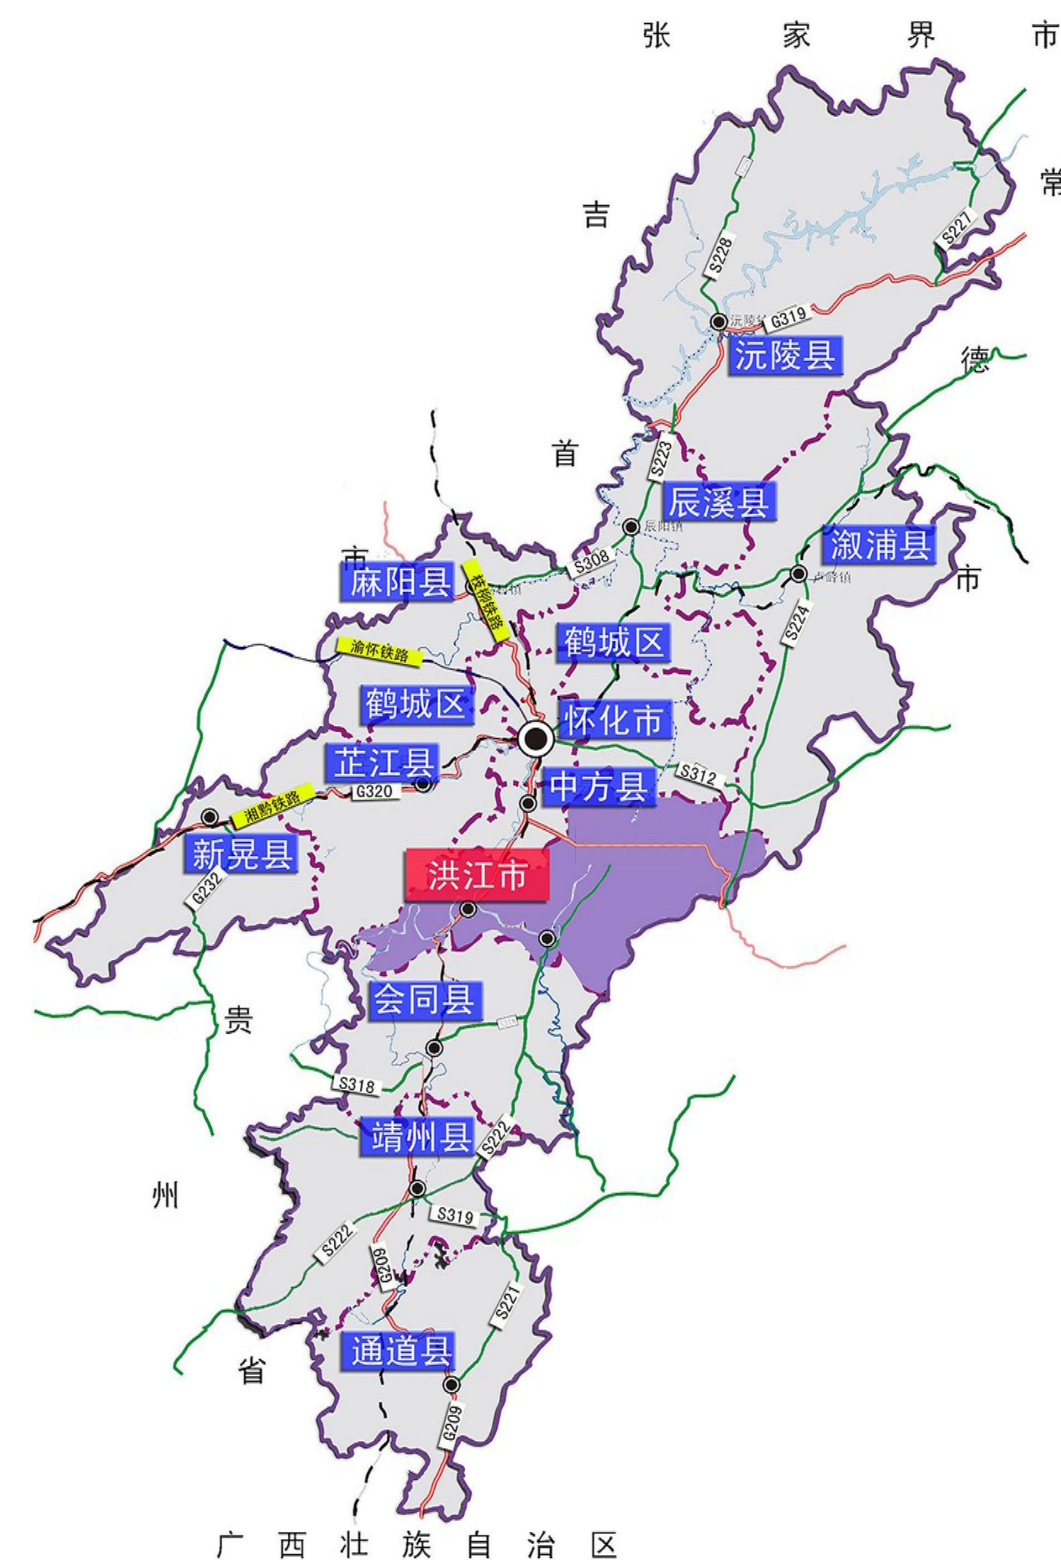 张家界市
常德市
吉首市
S228
S227
G319
沅陵县
S223
辰溪县
辰阳镇
溆浦县
S308
麻阳县
枝柳铁路
S224
鹤城区
渝怀铁路
鹤城区
怀化市
芷江县
S312
中方县
G320
湘黔铁路
新晃县
洪江市
G232
会同县
贵州省
S318
靖州县
S222
S319
S222
G209
S221
通道县
G209
广西壮族自治区